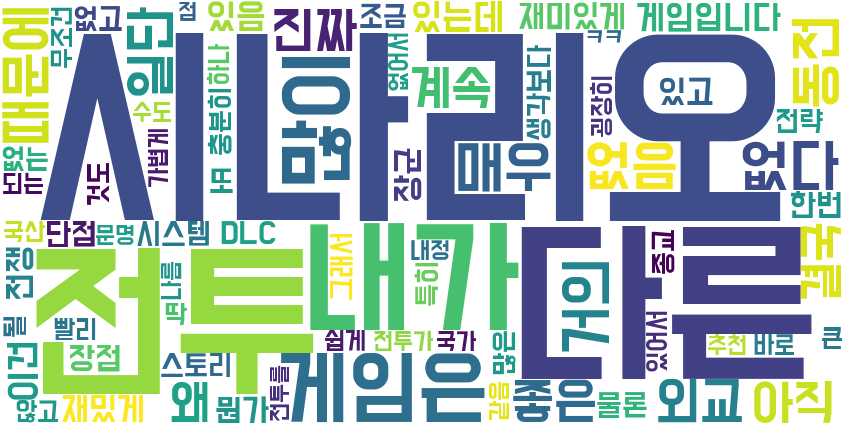 때문에
무조건
없고
점
있음
진짜
조금
있는데
재미있게
게임입니다
일단
시나리오
많이
없어서
ㅋㅋ
계속
생각보다
굉장히
있고
동전
전략
수도
충분히
하나
가볍게
것도
장군
매우
없음
없다
한번
국산
단점
문명
시스템
DLC
내가
다른
그래서
내정
특히
종교
결국
전쟁
전투
나름
딱
거의
될
빨리
이건
장점
스토리
쉽게
전투가
국가
많은
있어서
추천
바로
큰
않고
재밌게
왜
뭔가
전투를
게임은
같음
좋은
물론
외교
아직